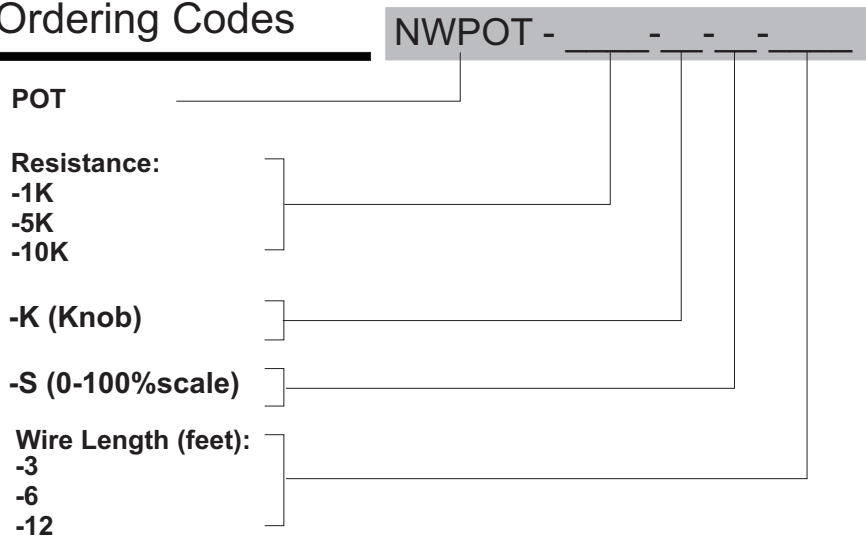 Ordering Codes
NWPOT - ____-__-__-____
POT
Resistance:
-1K
-5K
-10K
-K (Knob)
-S (0-100%scale)
Wire Length (feet):
-3
-6
-12